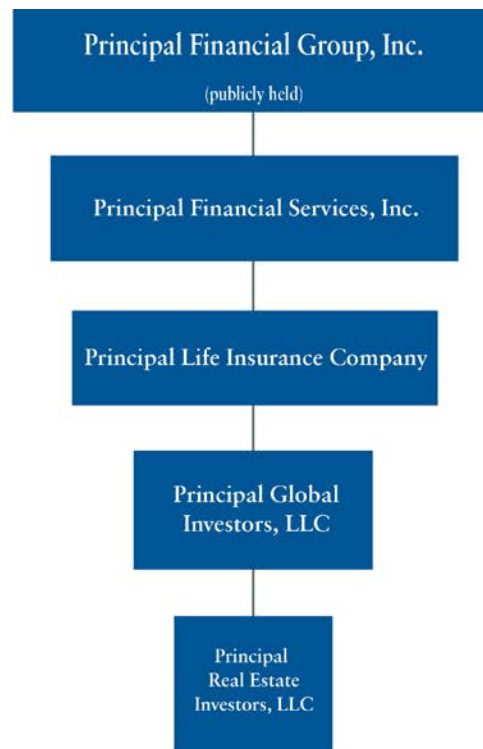 Principal Financial Group, Inc.
(publicly held)
Principal Financial Services, Inc.
Principal Life Insurance Company
Principal Global
Investors, LLC
Principal
Real Estate
Investors, LLC